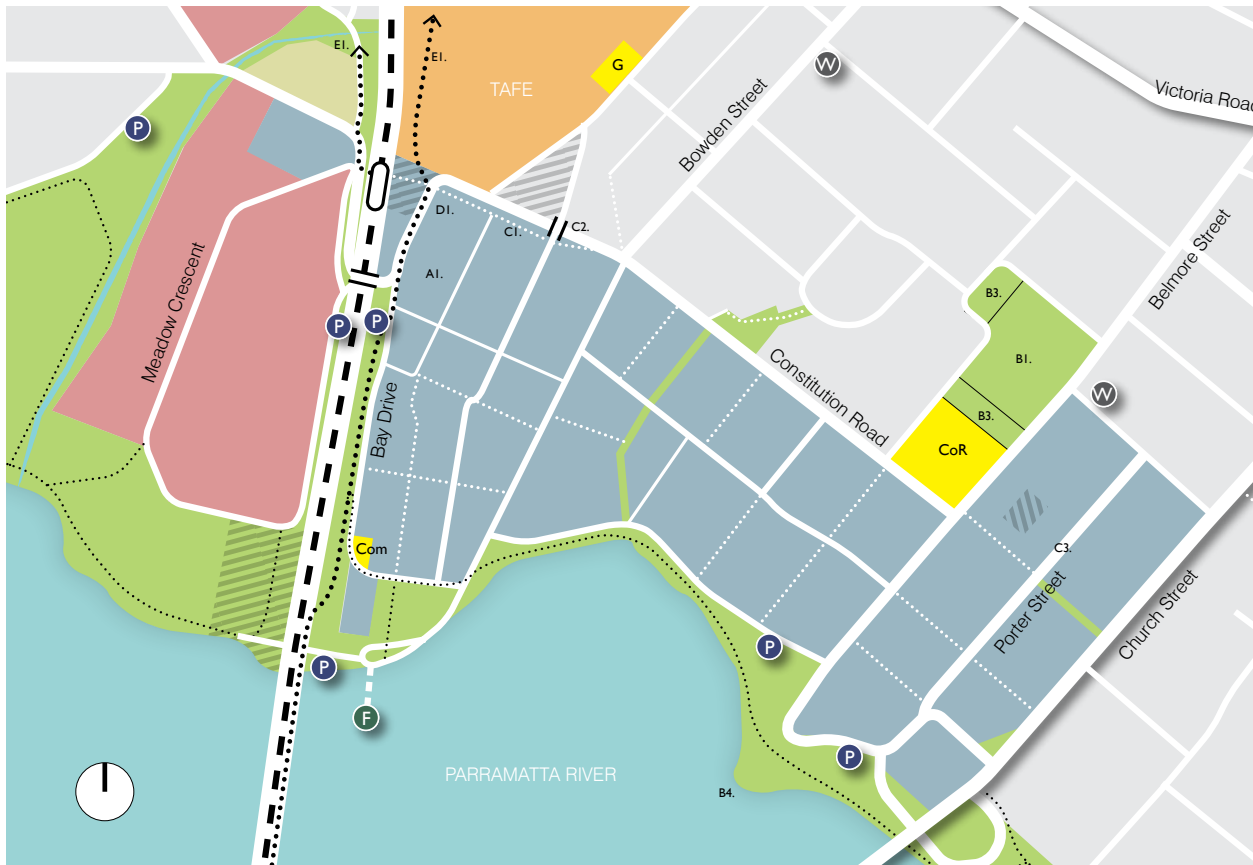 E1.
E1.
G
TAFE
W
Victoria Road
P
Bowden Street
D1.
C1.
C2.
Belmore Street
A1.
B3.
Meadow Crescent
P
P
B1.
Constitution Road
W
Bay Drive
B3.
CoR
Com
C3.
Porter Street
Church Street
P
P
F
P
PARRAMATTA RIVER
B4.